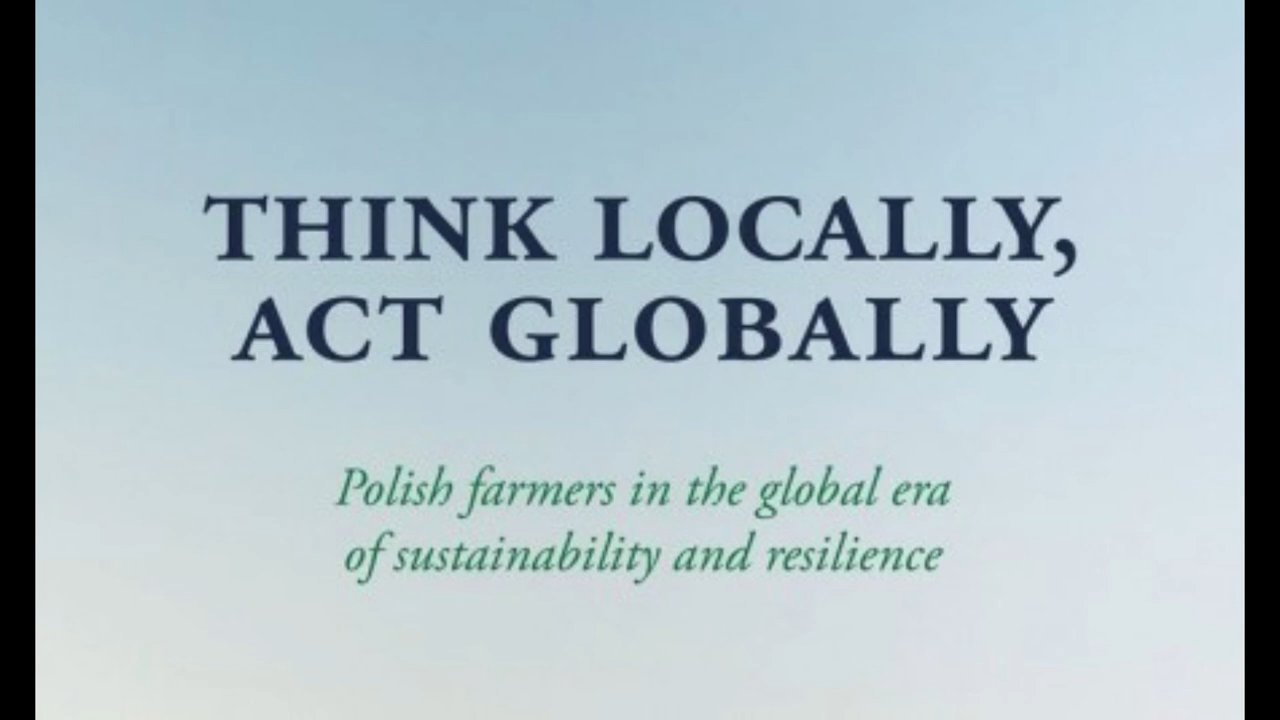 THINK LOCALLY,
ACT GLOBALLY
Polish farmers in the global era
of sustainability and resilience